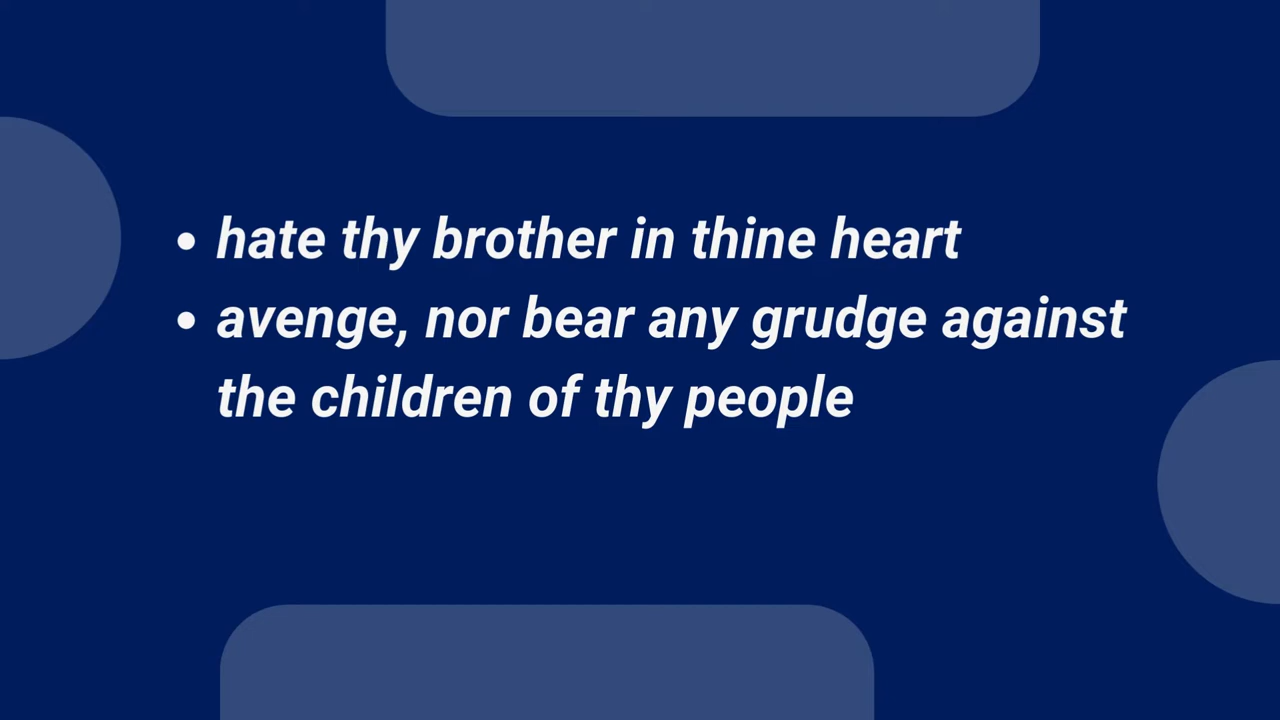 • hate thy brother in thine heart
• avenge, nor bear any grudge against
the children of thy people